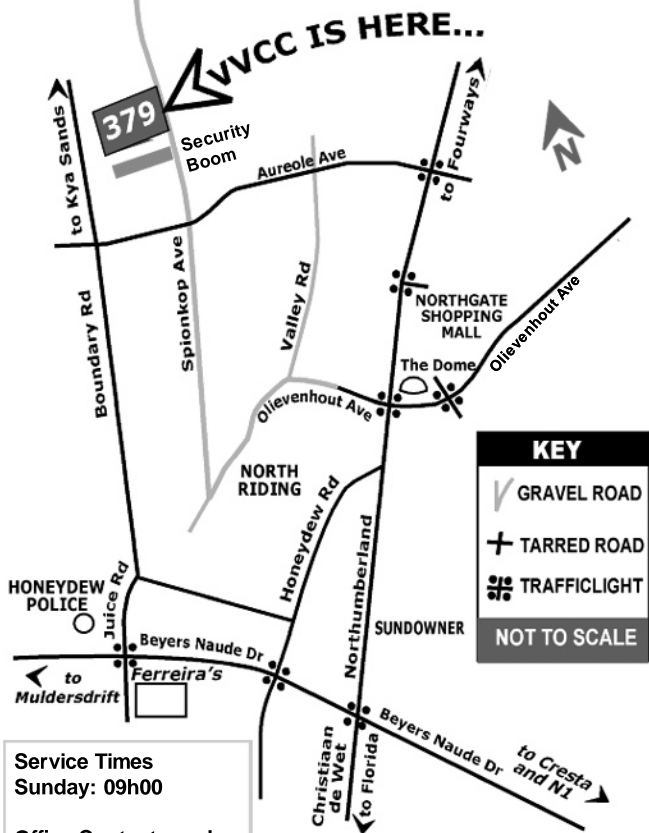 VVCC IS HERE...
379
Security
Boom
to Kya Sands
Aureole Ave
to Fourways
N
Boundary Rd
Spionkop Ave
Valley Rd
NORTHGATE
SHOPPING
MALL
The Dome
Olievenhout Ave
Olievenhout Ave
NORTH
RIDING
Honeydew Rd
Northumberland
KEY
GRAVEL ROAD
TARRED ROAD
TRAFFICLIGHT
NOT TO SCALE
HONEYDEW
POLICE
Juice Rd
SUNDOWNER
Beyers Naude Dr
to
Muldersdrift
Ferreira's
Beyers Naude Dr
to Cresta
and N1
Christiaan
de Wet
to Florida
Service Times
Sunday: 09h00